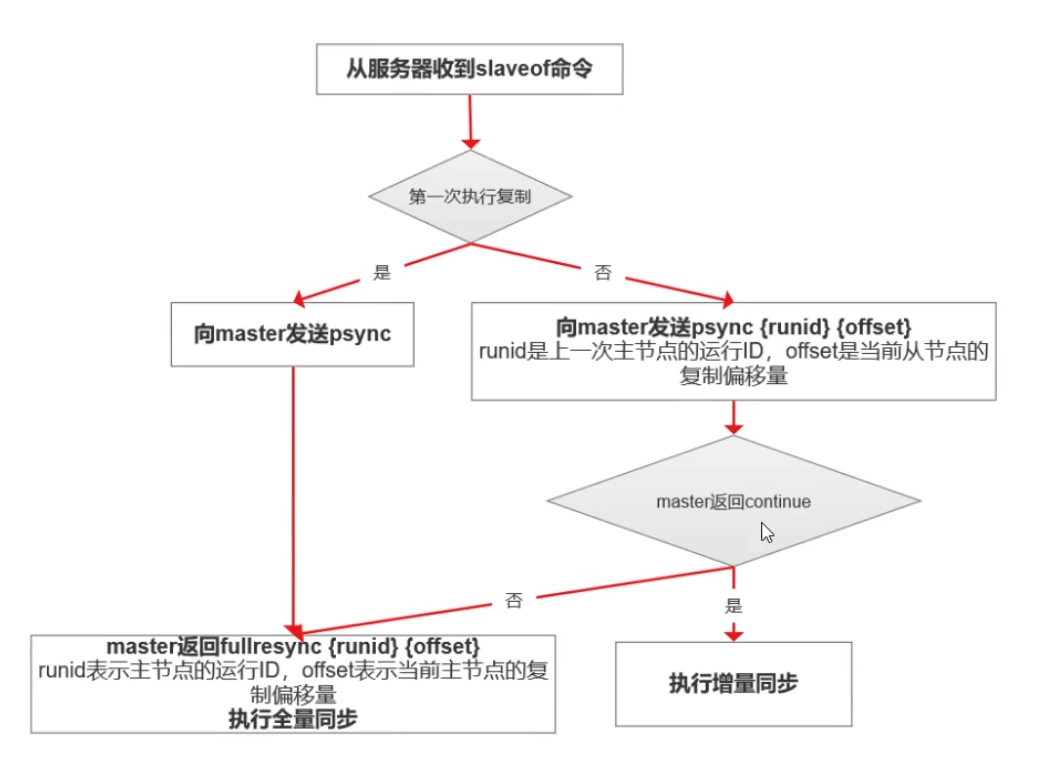 从服务器收到slaveof命令
第一次执行复制
是
否
向master发送psync
向master发送psync {runid} {offset}
runid是上一次主节点的运行ID，offset是当前从节点的
复制偏移量
master返回continue
否
是
master返回fullresync {runid} {offset}
runid表示主节点的运行ID，offset表示当前主节点的复
制偏移量
执行全量同步
执行增量同步